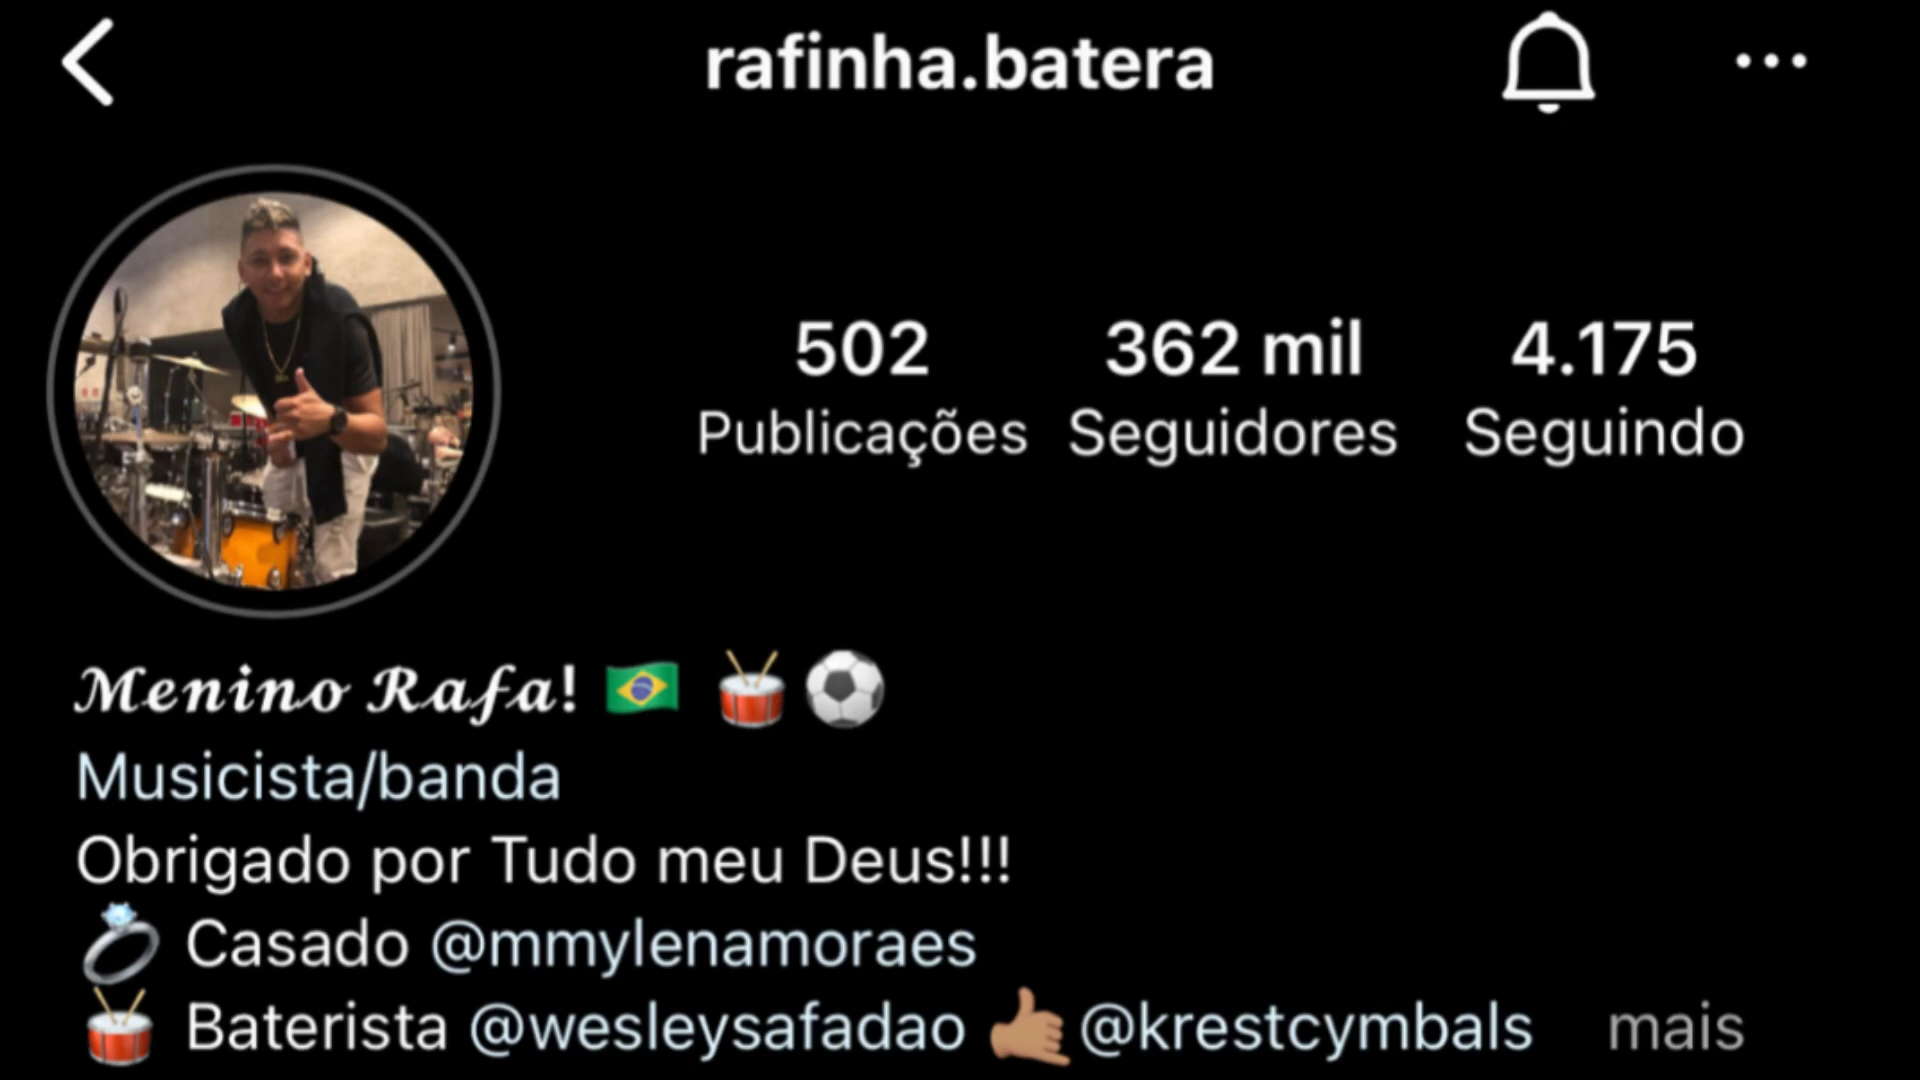 rafinha.batera
502 362 mil 4.175
Publicações Seguidores Seguindo
𝓜𝓮𝓷𝓲𝓷𝓸 𝓡𝓪𝓯𝓪! 🇧🇷 🥁⚽
Musicista/banda
Obrigado por Tudo meu Deus!!!
💍 Casado @mmylenamoraes
🥁 Baterista @wesleysafadao 🤙🏽@krestcymbals mais